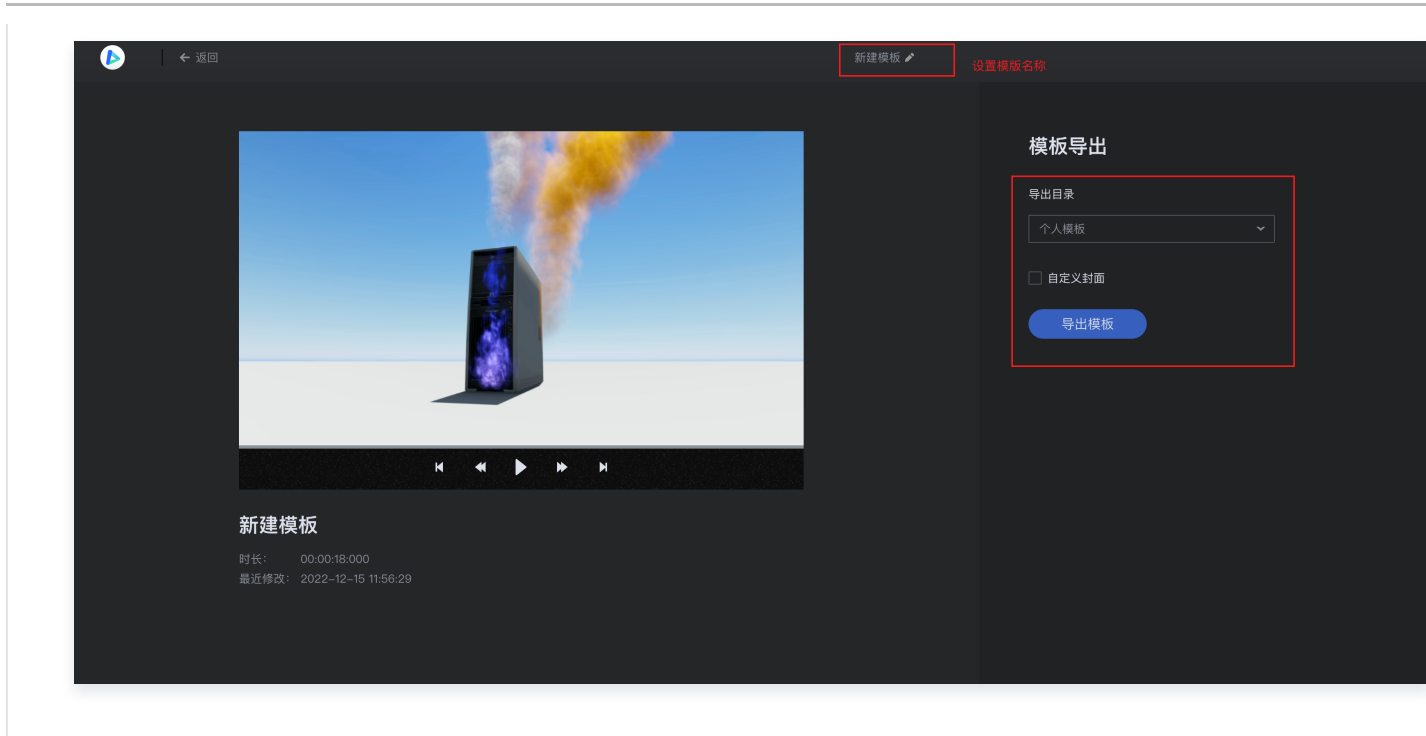 返回
新建模板
设置模版名称
模板导出
导出目录
个人模板
自定义封面
导出模板
新建模板
时长： 00:00:18:000
最近修改： 2022-12-15 11:56:29